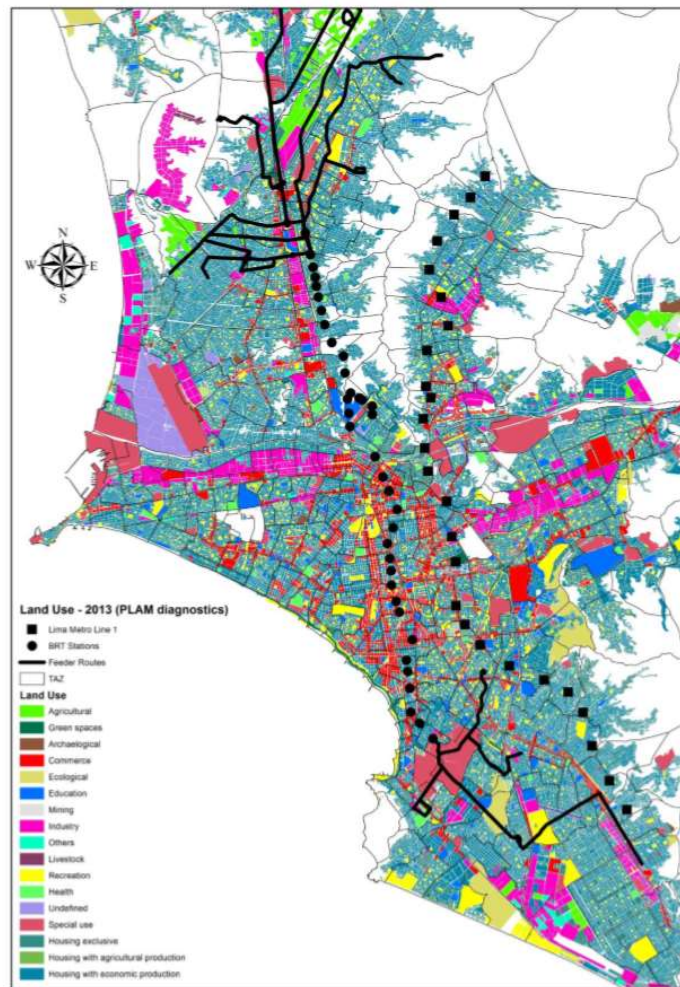 N
W E
S
Land Use - 2013 (PLAM diagnostics)
Lima Metro Line 1
BRT Stations
Feeder Routes
TAZ
Land Use
Agricultural
Green spaces
Archaelogical
Commerce
Ecological
Education
Mining
Industry
Others
Livestock
Recreation
Health
Undefined
Special use
Housing exclusive
Housing with agricultural production
Housing with economic production